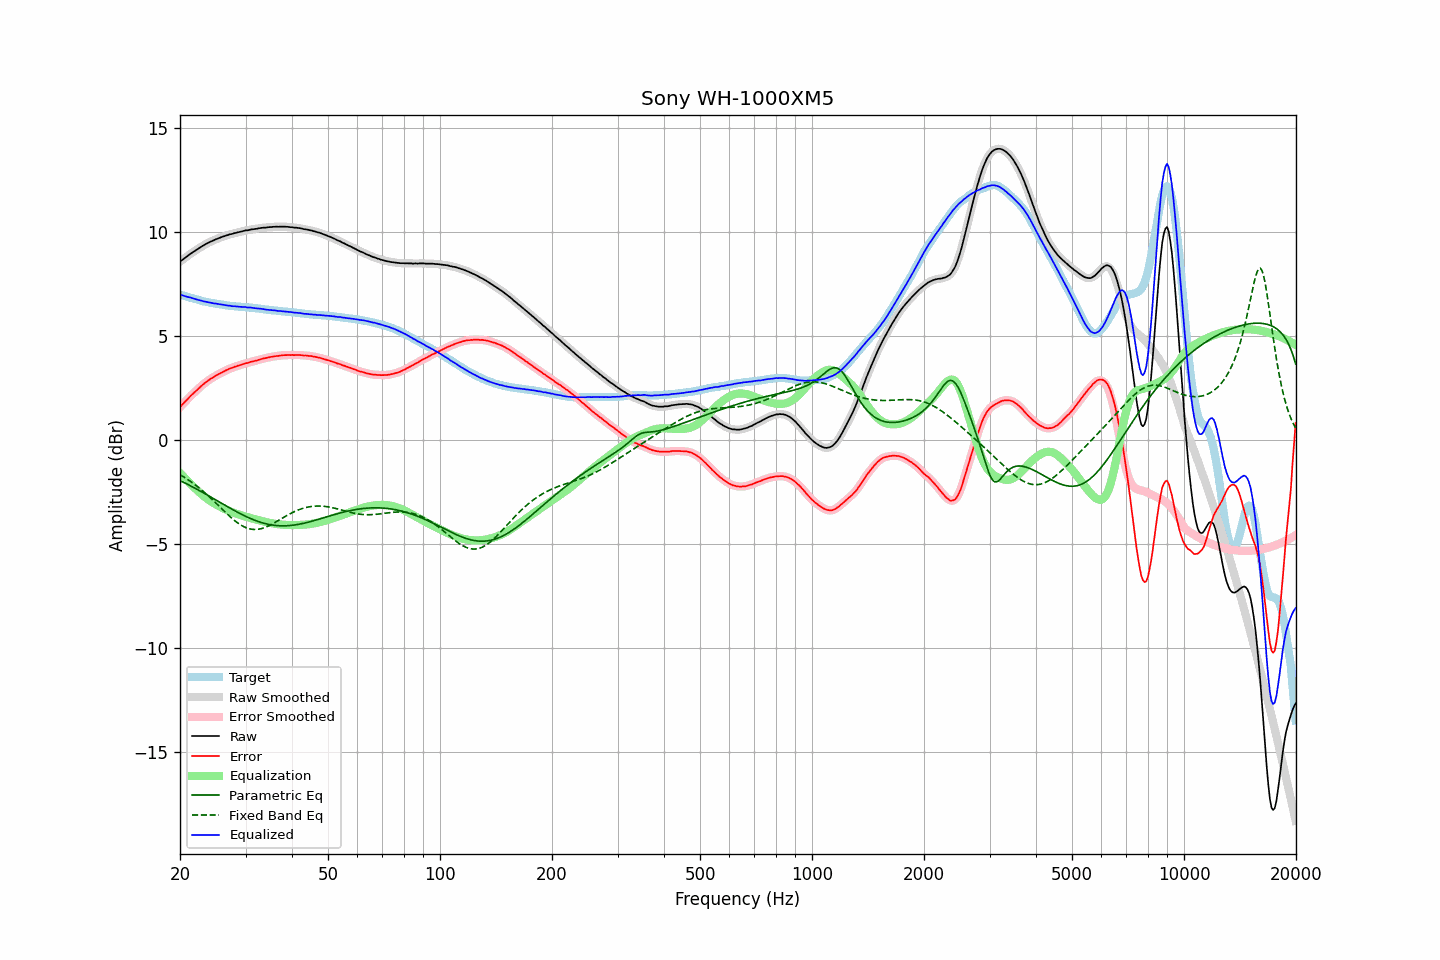 Sony WH-1000XM5
Amplitude (dBr)
15
10
5
0
−5
−10
−15
Target
Raw Smoothed
Error Smoothed
Raw
Error
Equalization
Parametric Eq
Fixed Band Eq
Equalized
20
50
100
200
500
1000
2000
5000
10000
20000
Frequency (Hz)